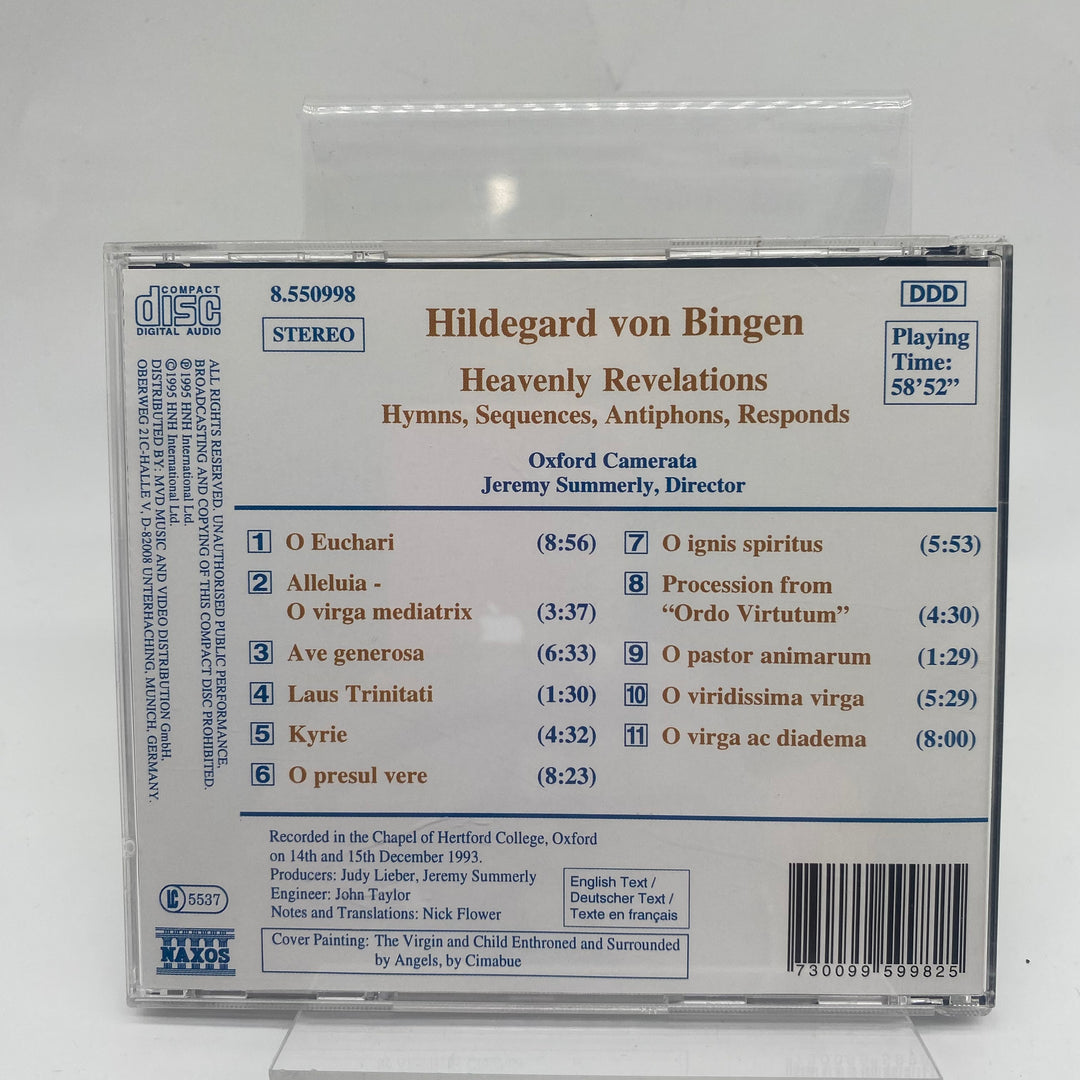 COMPACT
disc
DIGITAL AUDIO
8.550998
STEREO
Hildegard von Bingen
Heavenly Revelations
Hymns, Sequences, Antiphons, Responds
Oxford Camerata
Jeremy Summerly, Director
DDD
Playing
Time:
58’52”
1 O Euchari (8:56)
2 Alleluia -
O virga mediatrix (3:37)
3 Ave generosa (6:33)
4 Laus Trinitati (1:30)
5 Kyrie (4:32)
6 O presul vere (8:23)
7 O ignis spiritus (5:53)
8 Procession from
“Ordo Virtutum” (4:30)
9 O pastor animarum (1:29)
10 O viridissima virga (5:29)
11 O virga ac diadema (8:00)
ALL RIGHTS RESERVED. UNAUTHORISED PUBLIC PERFORMANCE,
BROADCASTING AND COPYING OF THIS COMPACT DISC PROHIBITED.
℗ 1995 HNH International Ltd.
© 1995 HNH International Ltd.
DISTRIBUTED BY: MVD MUSIC AND VIDEO DISTRIBUTION GmbH,
OBERWEG 21C-HALLE V, D-82008 UNTERHACHING, MUNICH, GERMANY.
Recorded in the Chapel of Hertford College, Oxford
on 14th and 15th December 1993.
Producers: Judy Lieber, Jeremy Summerly
Engineer: John Taylor
Notes and Translations: Nick Flower
English Text /
Deutscher Text /
Texte en français
Cover Painting: The Virgin and Child Enthroned and Surrounded
by Angels, by Cimabue
LC 5537
NAXOS
730099 599825